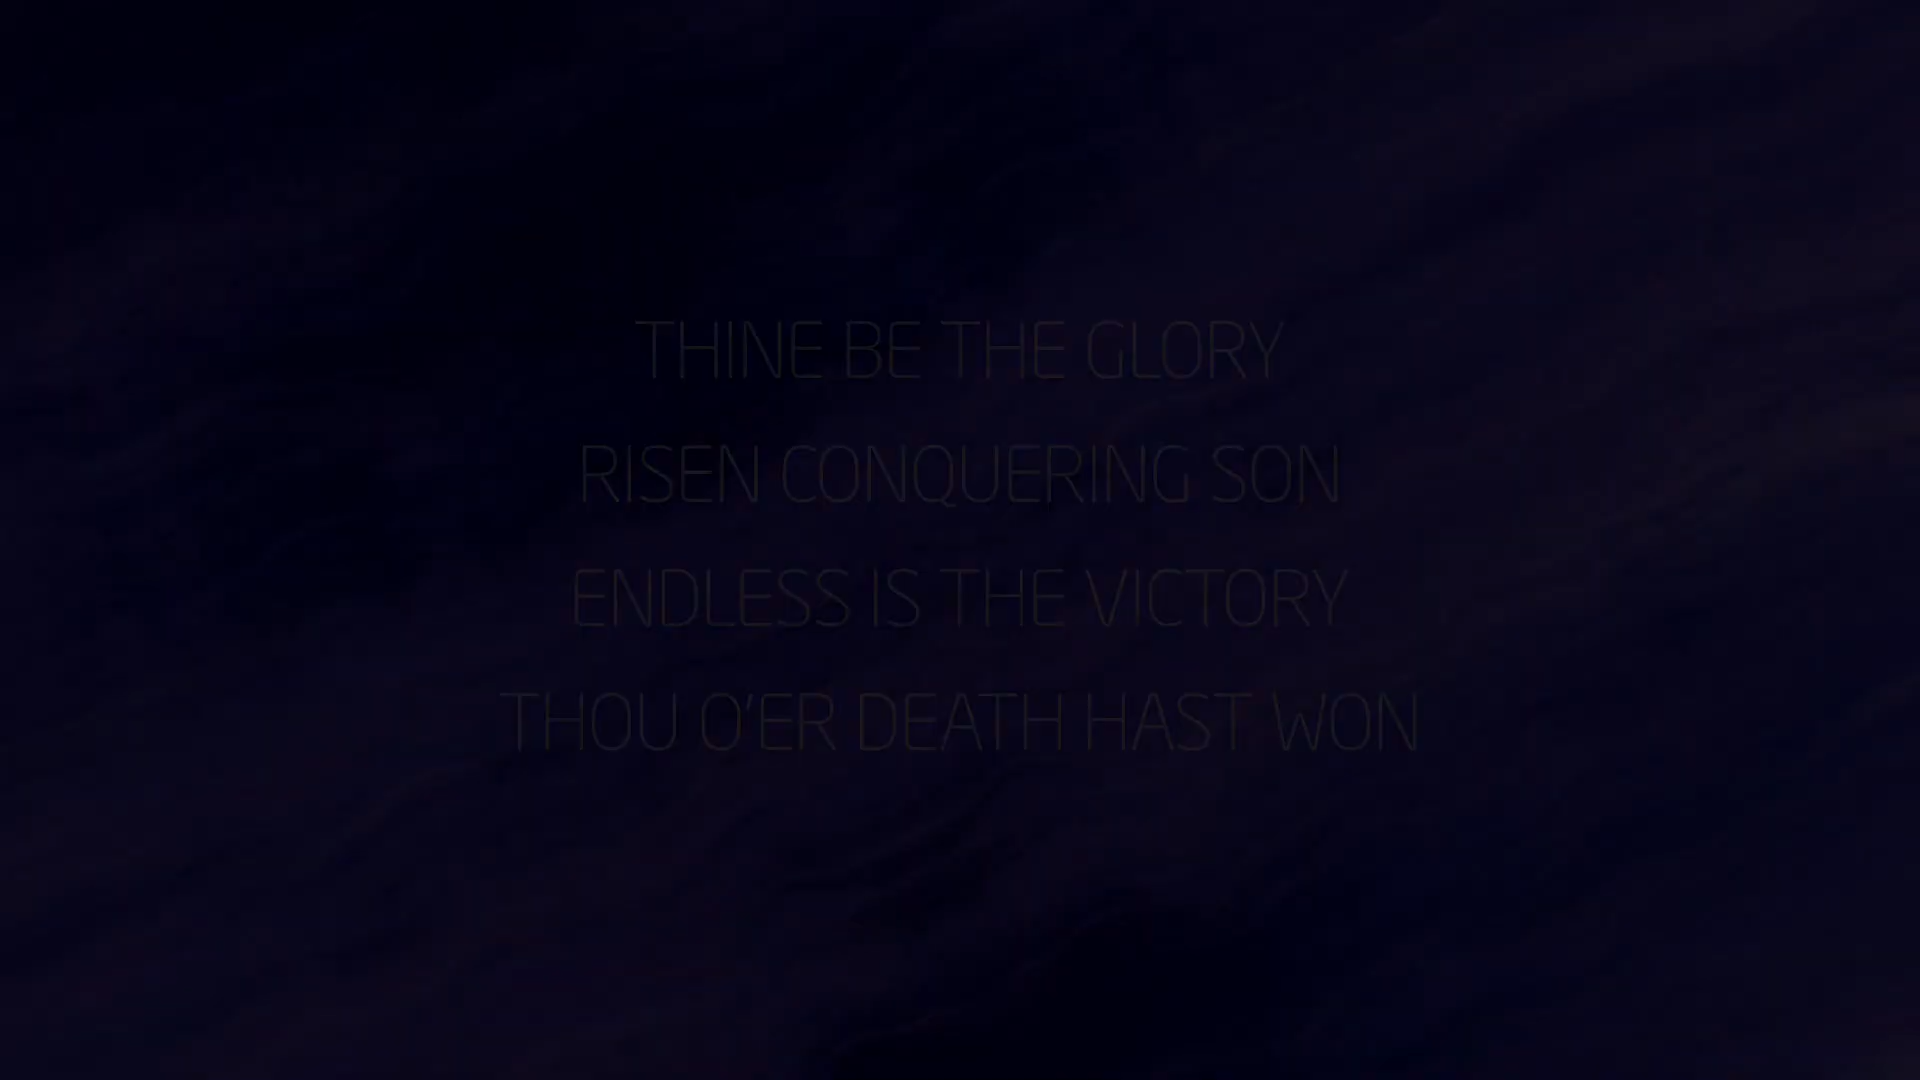 THINE BE THE GLORY
RISEN CONQUERING SON
ENDLESS IS THE VICTORY
THOU O'ER DEATH HAST WON